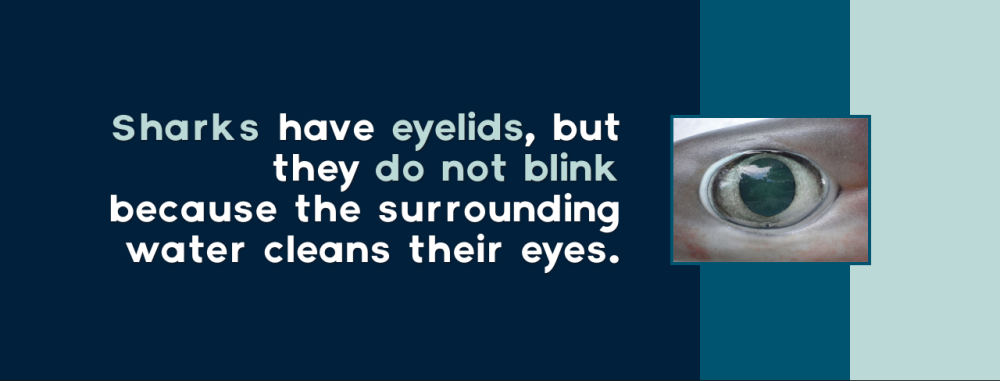 Sharks have eyelids, but
they do not blink
because the surrounding
water cleans their eyes.